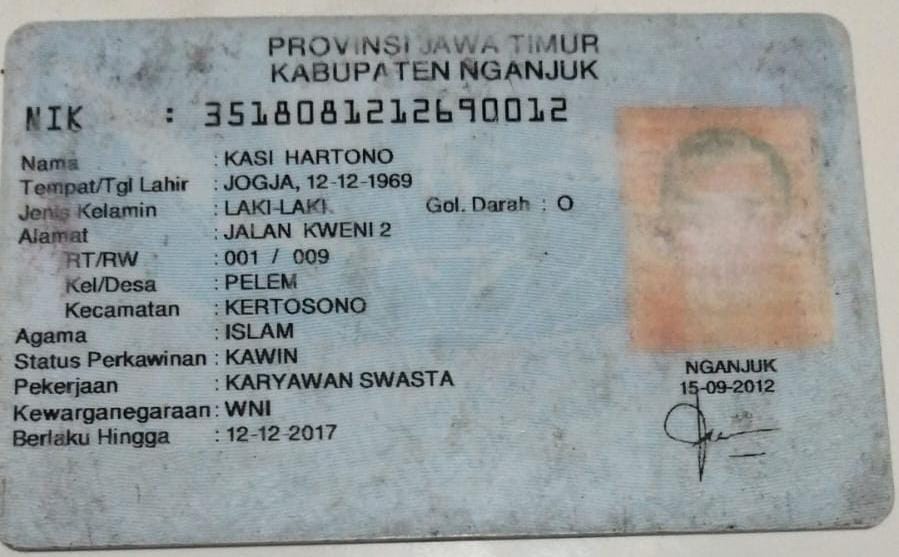 PROVINSI JAWA TIMUR
KABUPATEN NGANJUK
NIK : 3518081212690012
Nama : KASI HARTONO
Tempat/Tgl Lahir : JOGJA, 12-12-1969
Jenis Kelamin : LAKI-LAKI Gol. Darah : O
Alamat : JALAN KWENI 2
RT/RW : 001 / 009
Kel/Desa : PELEM
Kecamatan : KERTOSONO
Agama : ISLAM
Status Perkawinan : KAWIN
Pekerjaan : KARYAWAN SWASTA
Kewarganegaraan : WNI
Berlaku Hingga : 12-12-2017
NGANJUK
15-09-2012